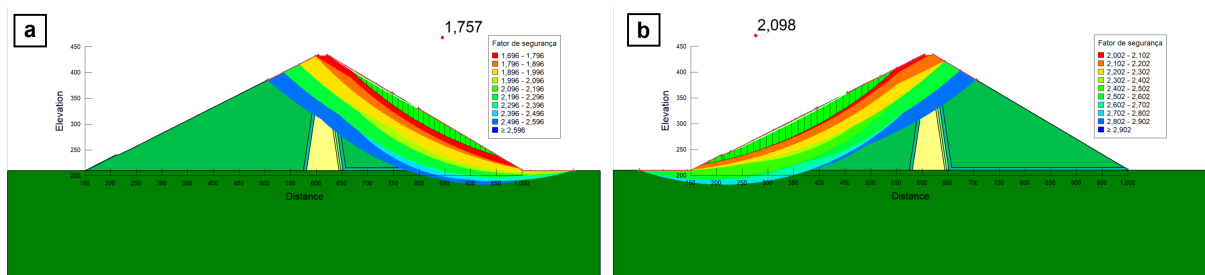 a
1,757
Fator de segurança
1,696 - 1,796
1,796 - 1,896
1,896 - 1,996
1,996 - 2,096
2,096 - 2,196
2,196 - 2,296
2,296 - 2,396
2,396 - 2,496
2,496 - 2,596
≥ 2,596
450
400
350
300
250
200
Elevation
150 200 250 300 350 400 450 500 550 600 650 700 750 800 850 900 950 1 000
Distance
b
2,098
Fator de segurança
2,002 - 2,102
2,102 - 2,202
2,202 - 2,302
2,302 - 2,402
2,402 - 2,502
2,502 - 2,602
2,602 - 2,702
2,702 - 2,802
2,802 - 2,902
≥ 2,902
450
400
350
300
250
200
Elevation
150 200 250 300 350 400 450 500 550 600 650 700 750 800 850 900 950 1 000
Distance